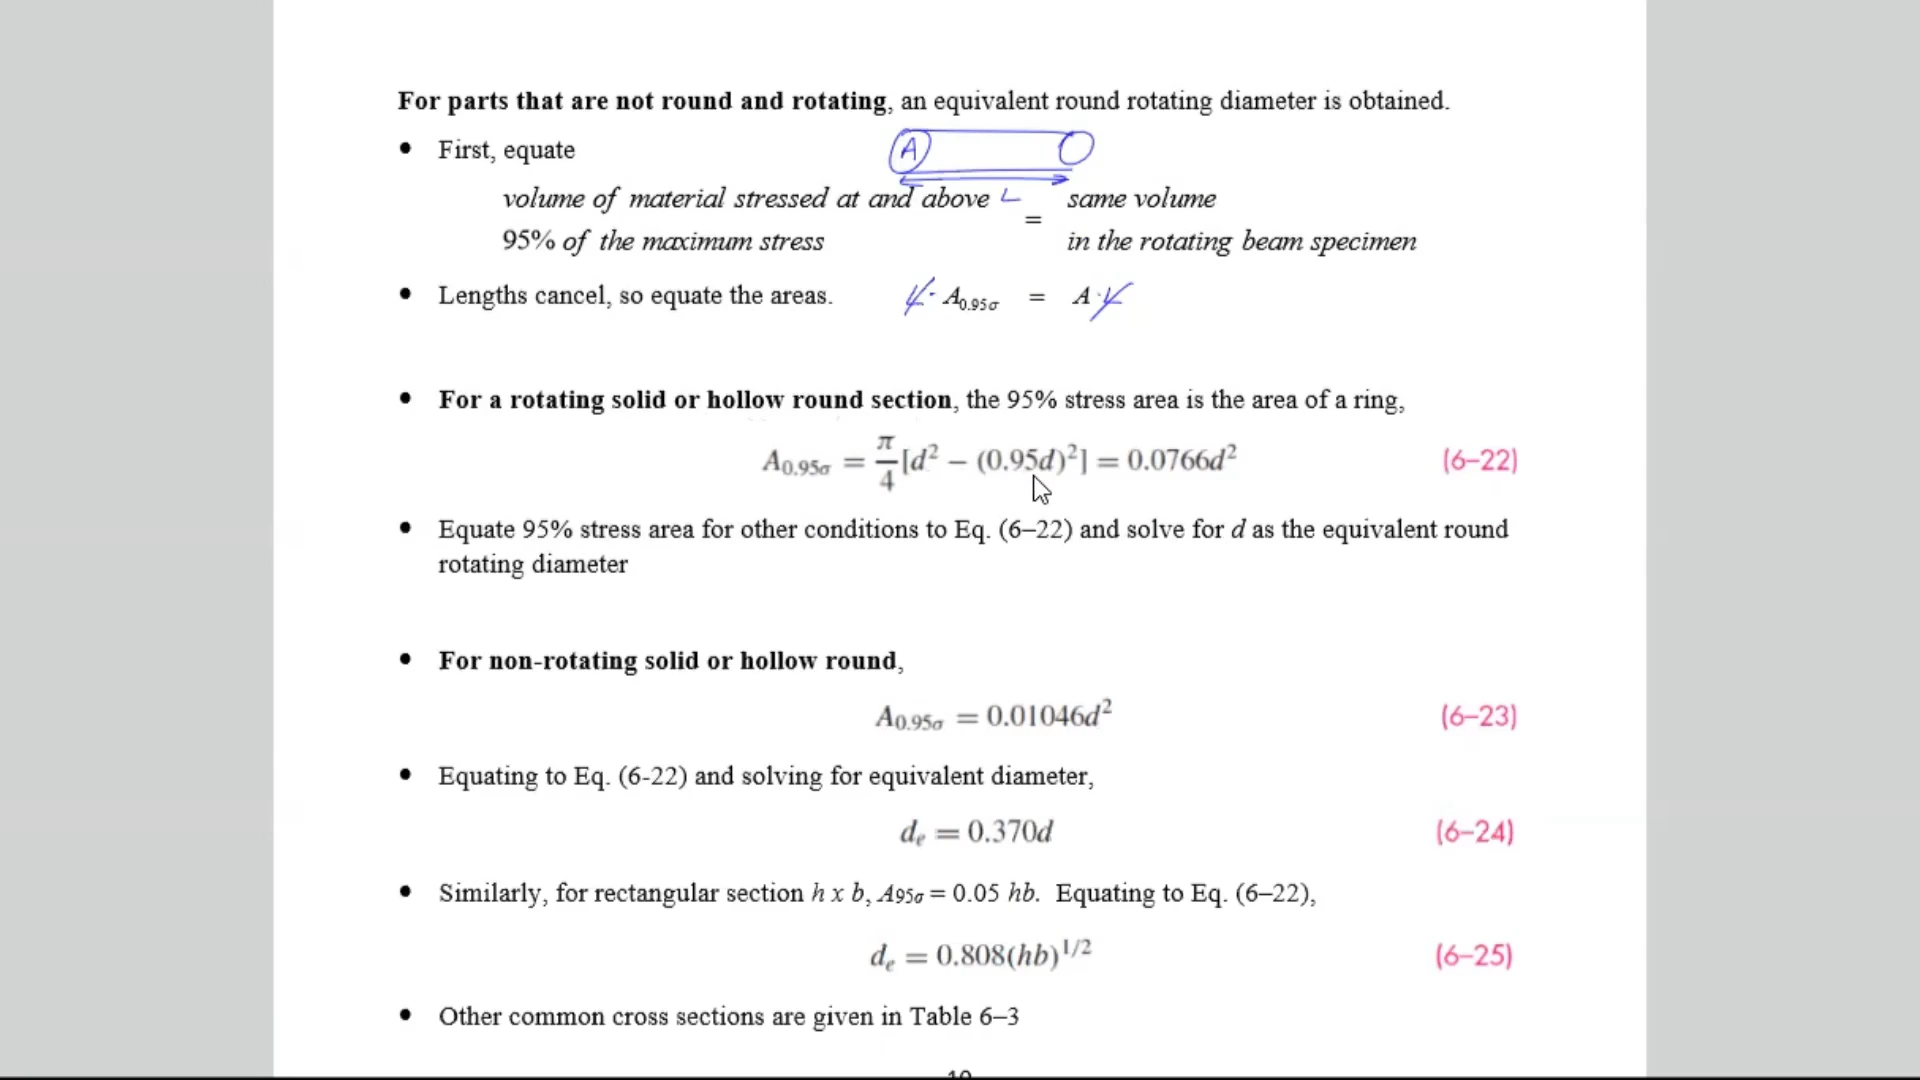 For parts that are not round and rotating, an equivalent round rotating diameter is obtained.
• First, equate
A
volume of material stressed at and above L = same volume
95% of the maximum stress in the rotating beam specimen
• Lengths cancel, so equate the areas. L· A0.95σ = A·L
• For a rotating solid or hollow round section, the 95% stress area is the area of a ring,
A0.95σ = π/4 [d² – (0.95d)²] = 0.0766d² (6–22)
• Equate 95% stress area for other conditions to Eq. (6–22) and solve for d as the equivalent round
rotating diameter
• For non-rotating solid or hollow round,
A0.95σ = 0.01046d² (6–23)
• Equating to Eq. (6-22) and solving for equivalent diameter,
de = 0.370d (6–24)
• Similarly, for rectangular section h x b, A95σ = 0.05 hb. Equating to Eq. (6–22),
de = 0.808(hb)^1/2 (6–25)
• Other common cross sections are given in Table 6–3